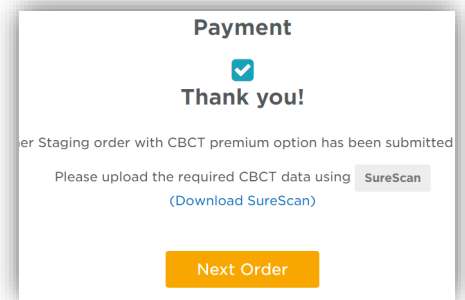 Payment
Thank you!
Staging order with CBCT premium option has been submitted
Please upload the required CBCT data using SureScan
(Download SureScan)
Next Order